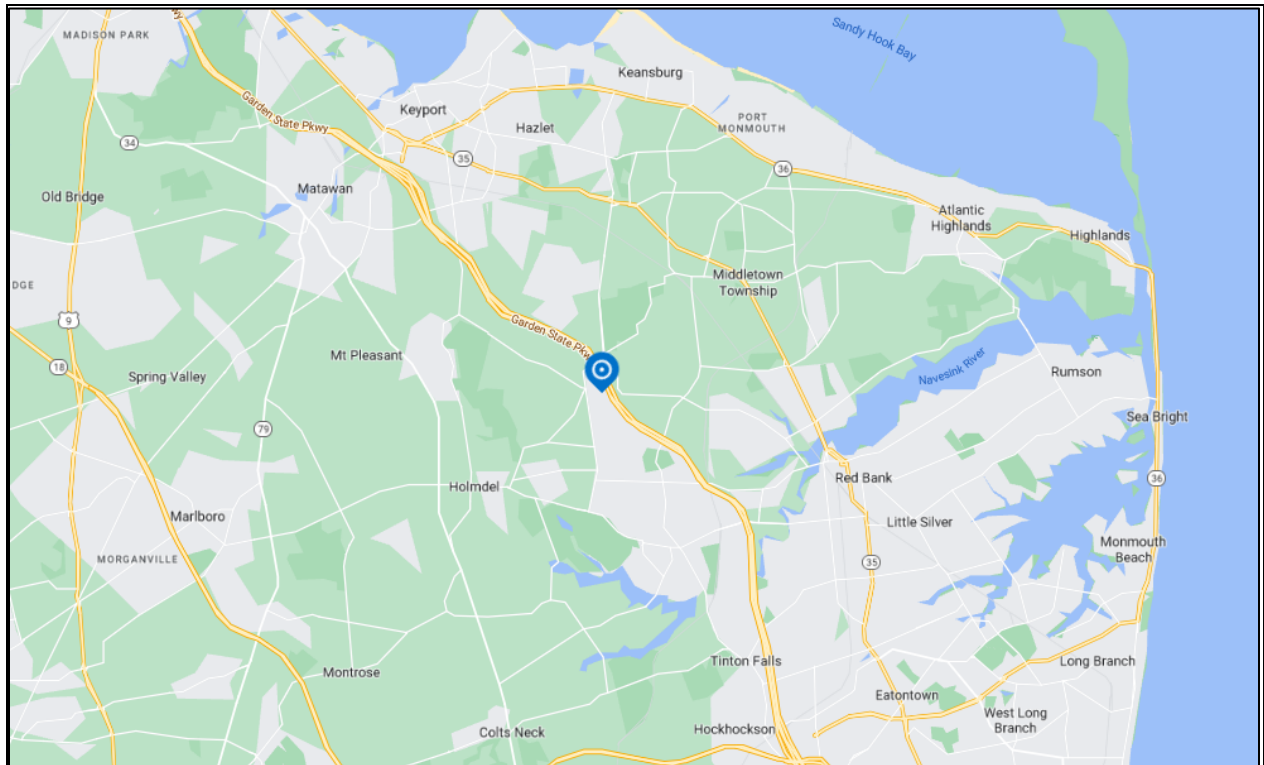 MADISON PARK
Sandy Hook Bay
Keansburg
Garden State Pkwy
Keyport
PORT
MONMOUTH
Hazlet
34
35
36
Matawan
Old Bridge
Atlantic
Highlands
Highlands
Middletown
Township
DGE
9
Garden State Pkw
Mt Pleasant
18
Spring Valley
Navesink River
Rumson
Sea Bright
79
Holmdel
Red Bank
36
Marlboro
Little Silver
MORGANVILLE
Monmouth
Beach
35
Tinton Falls
Long Branch
Montrose
Eatontown
West Long
Branch
Colts Neck
Hockhockson